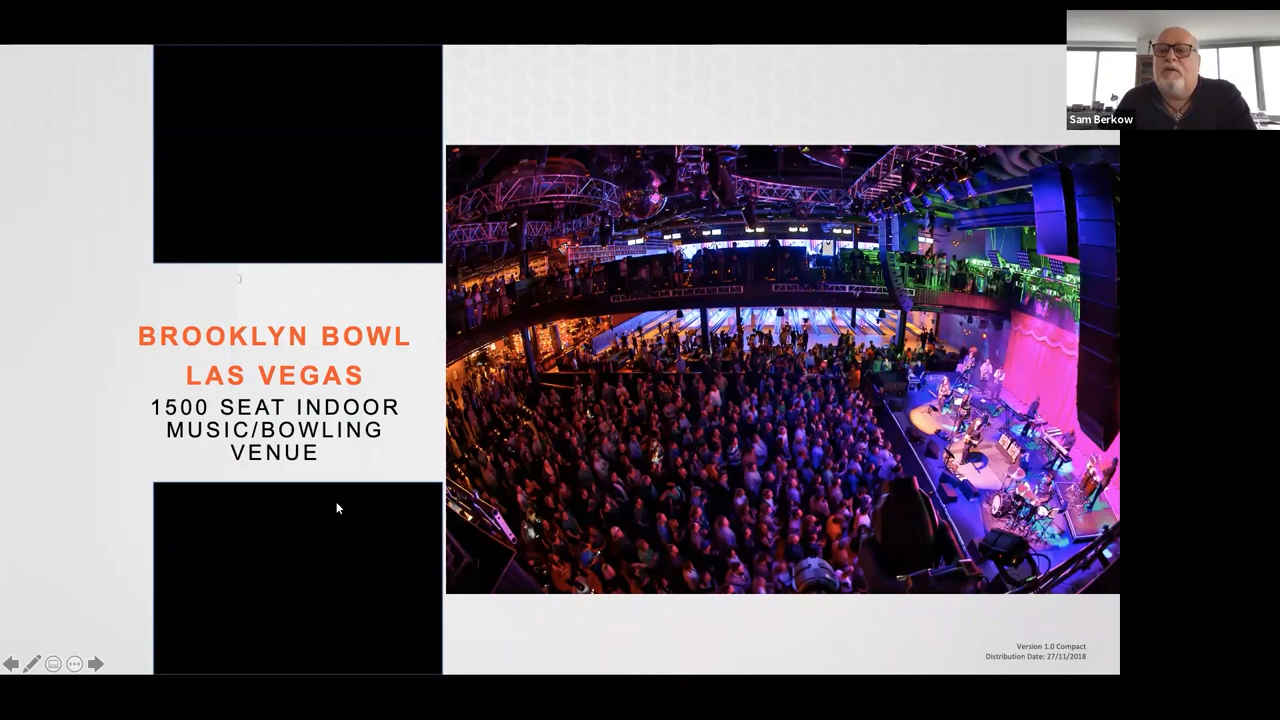 Sam Berkow
BROOKLYN BOWL
LAS VEGAS
1500 SEAT INDOOR
MUSIC/BOWLING
VENUE
Version 1.0 Compact
Distribution Date: 27/11/2018